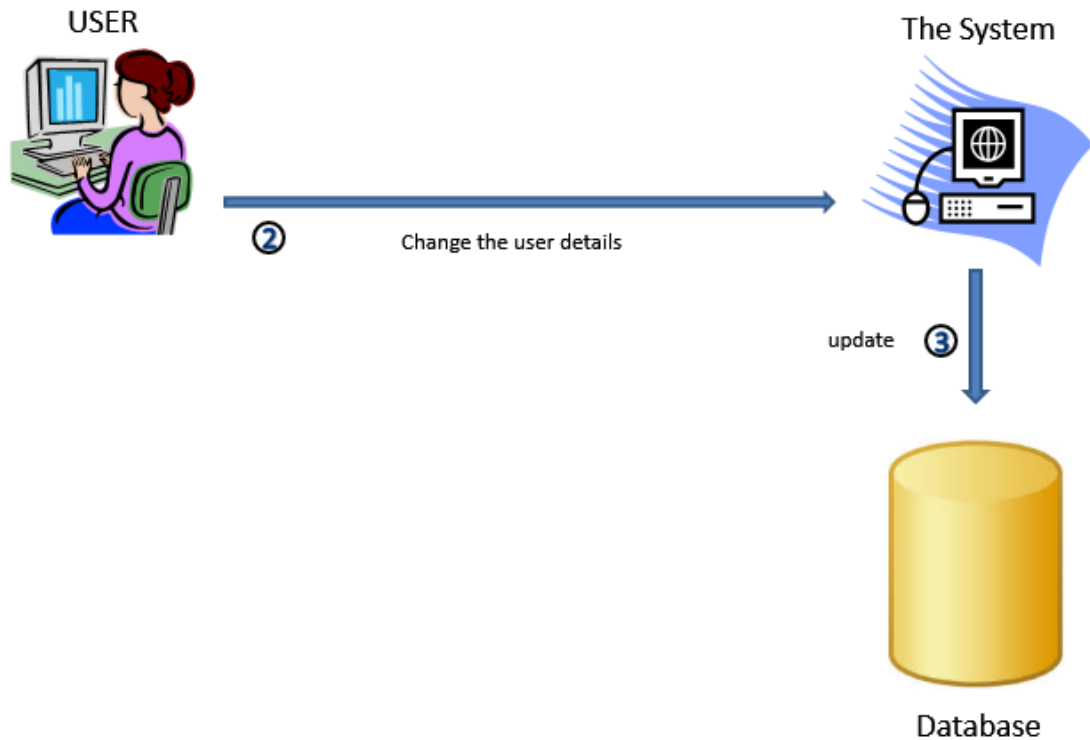 USER
The System
② Change the user details
update ③
Database